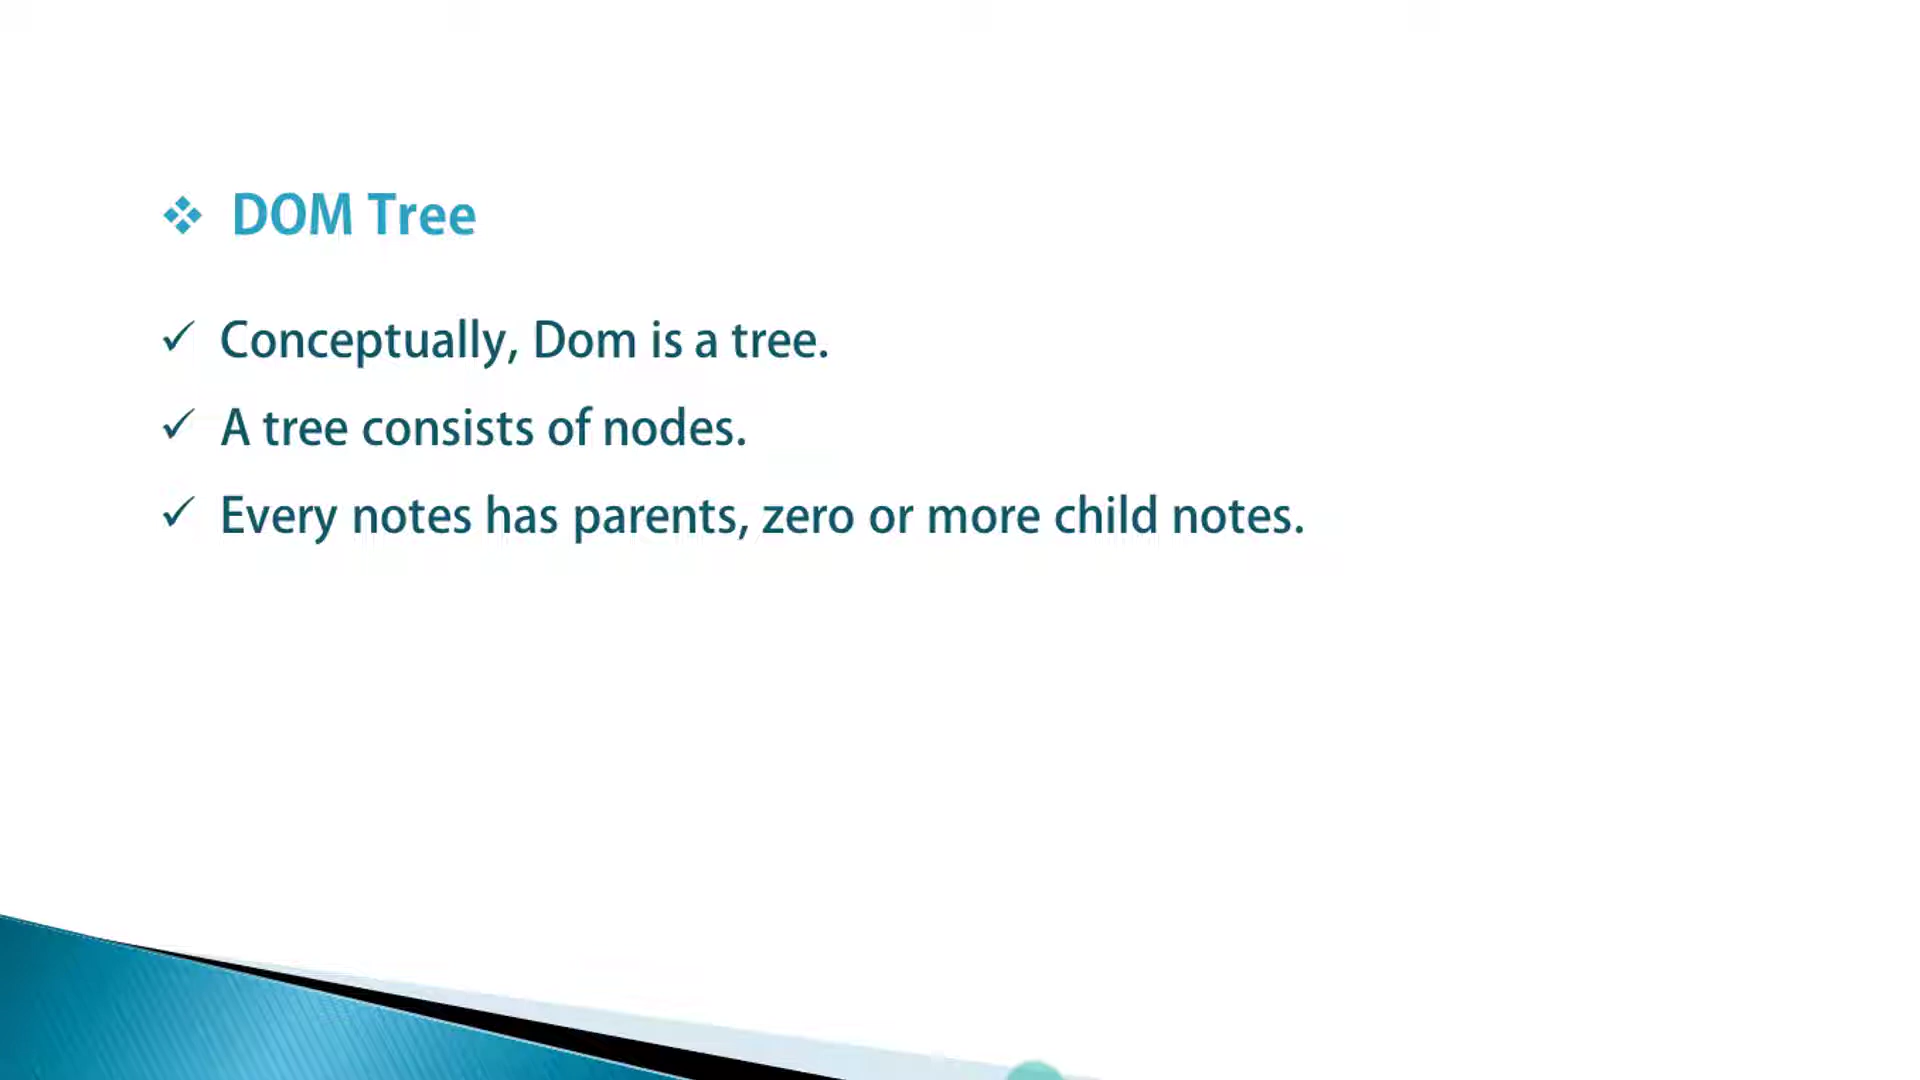 DOM Tree
Conceptually, Dom is a tree.
A tree consists of nodes.
Every notes has parents, zero or more child notes.